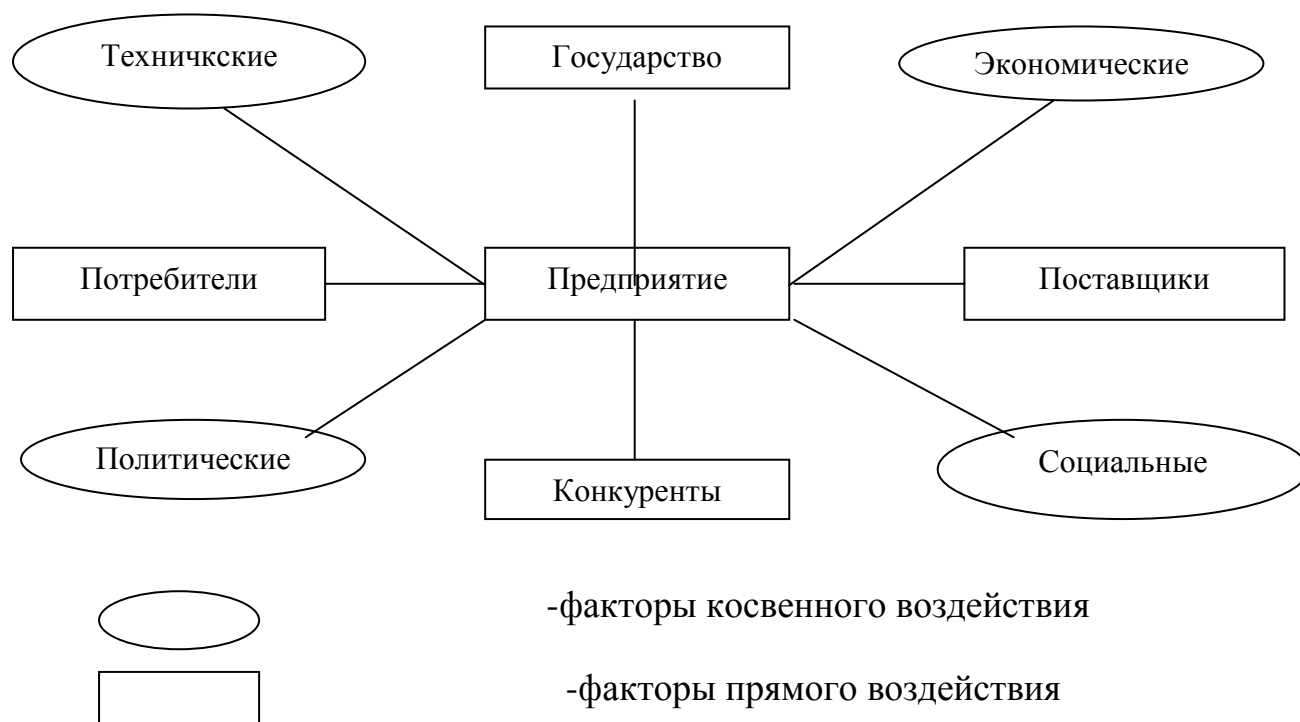 Техничкские
Государство
Экономические
Потребители
Предприятие
Поставщики
Политические
Конкуренты
Социальные
-факторы косвенного воздействия
-факторы прямого воздействия